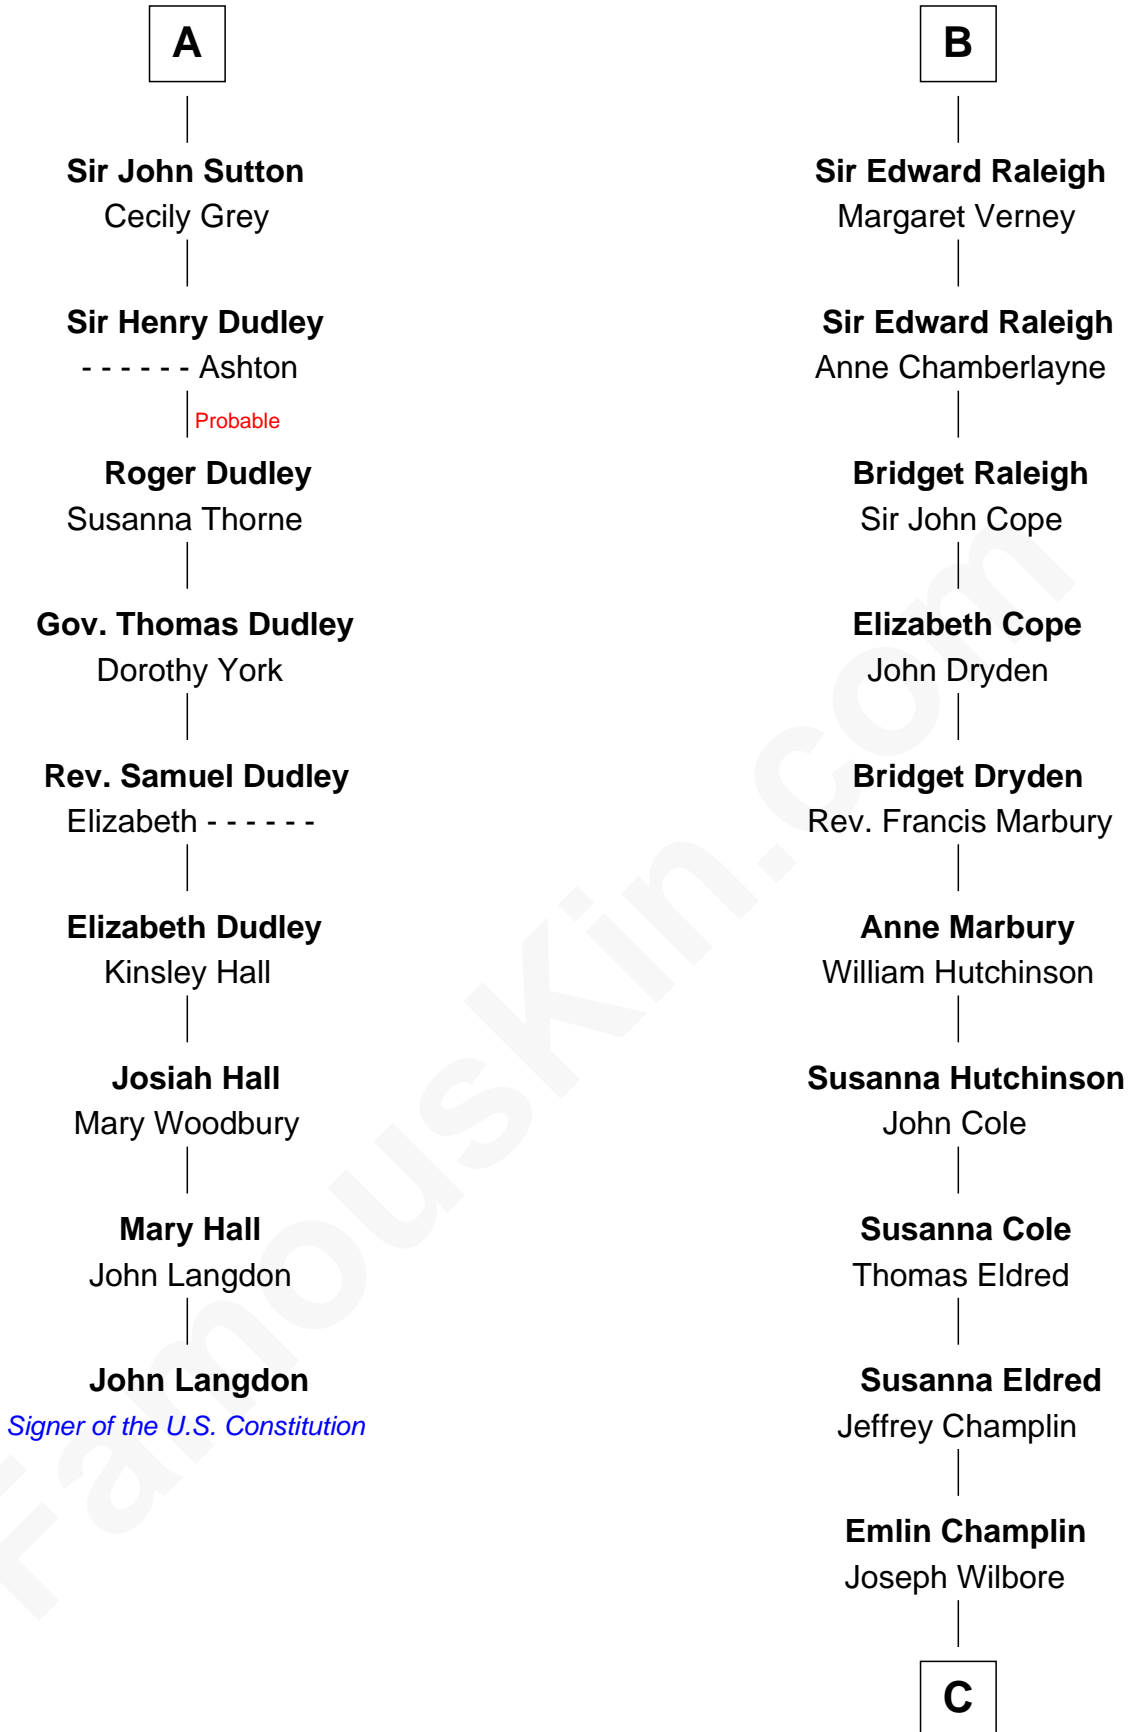 A
Sir John Sutton
Cecily Grey
Sir Henry Dudley
- - - - - - Ashton
Probable
Roger Dudley
Susanna Thorne
Gov. Thomas Dudley
Dorothy York
Rev. Samuel Dudley
Elizabeth - - - - - -
Elizabeth Dudley
Kinsley Hall
Josiah Hall
Mary Woodbury
Mary Hall
John Langdon
John Langdon
Signer of the U.S. Constitution
B
Sir Edward Raleigh
Margaret Verney
Sir Edward Raleigh
Anne Chamberlayne
Bridget Raleigh
Sir John Cope
Elizabeth Cope
John Dryden
Bridget Dryden
Rev. Francis Marbury
Anne Marbury
William Hutchinson
Susanna Hutchinson
John Cole
Susanna Cole
Thomas Eldred
Susanna Eldred
Jeffrey Champlin
Emlin Champlin
Joseph Wilbore
C
FamousKin.com